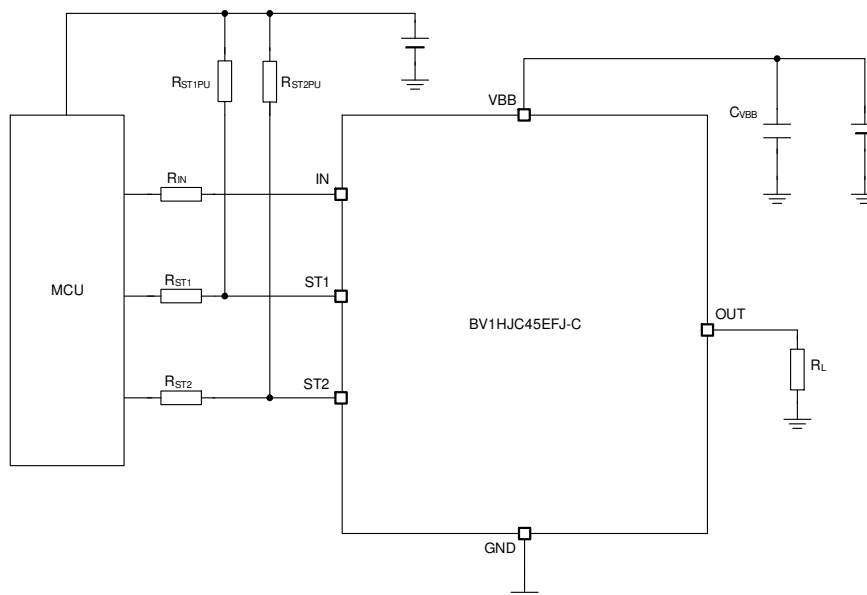 RST1PU
RST2PU
VBB
CVBB
RIN
IN
MCU
RST1
ST1
BV1HJC45EFJ-C
OUT
RL
RST2
ST2
GND